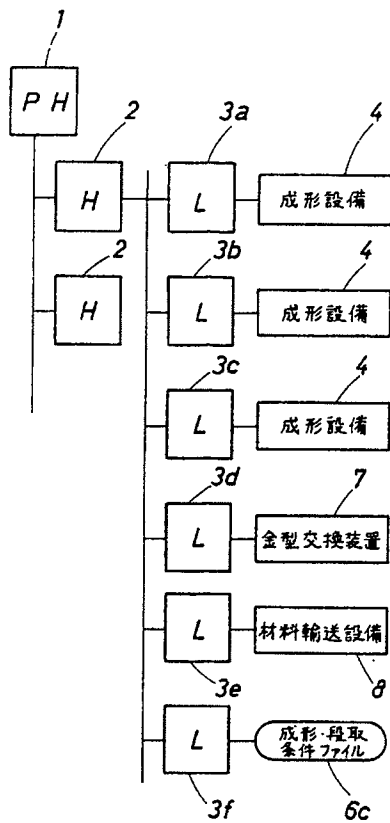 1
P H
2
H
3a
L
4
成形設備
2
H
3b
L
4
成形設備
3c
L
4
成形設備
3d
L
7
金型交換装置
L
3e
材料輸送設備
8
L
3f
成形・段取
条件ファイル
6c